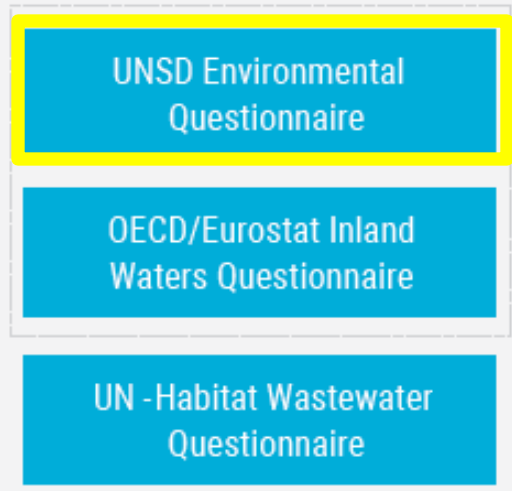 UNSD Environmental
Questionnaire
OECD/Eurostat Inland
Waters Questionnaire
UN -Habitat Wastewater
Questionnaire